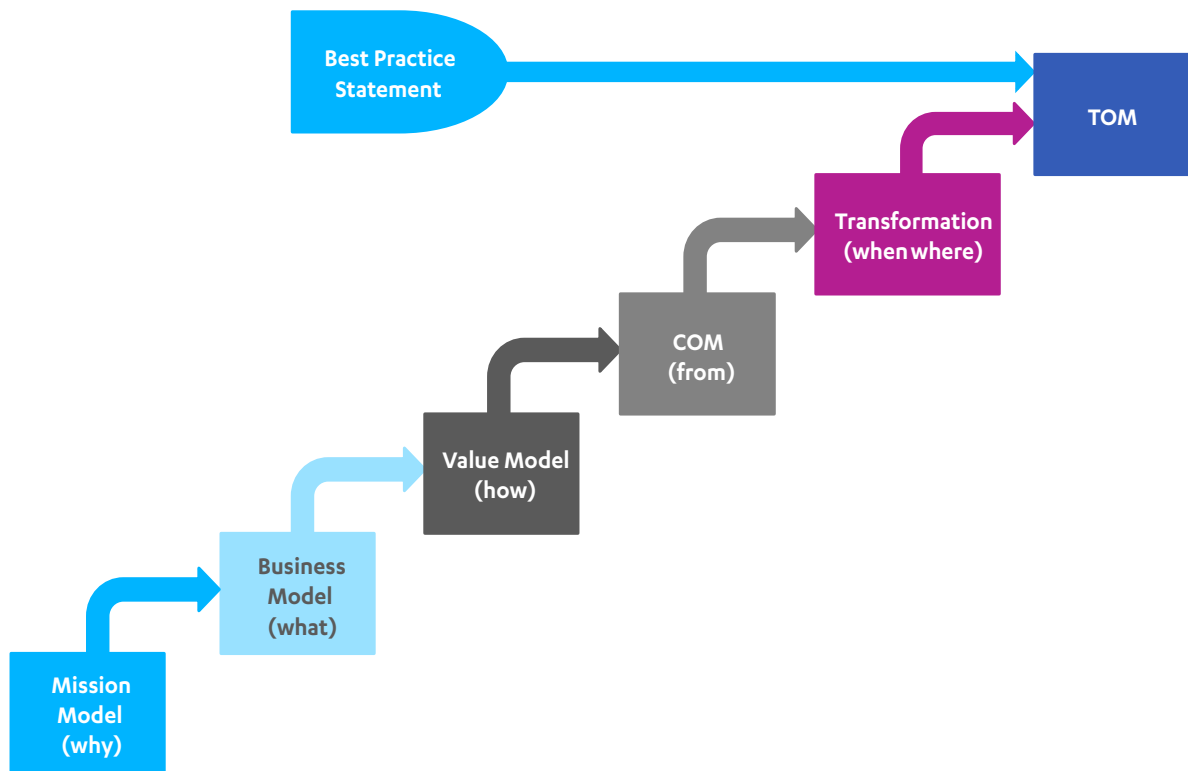 Best Practice
Statement
TOM
Transformation
(when where)
COM
(from)
Value Model
(how)
Business
Model
(what)
Mission
Model
(why)